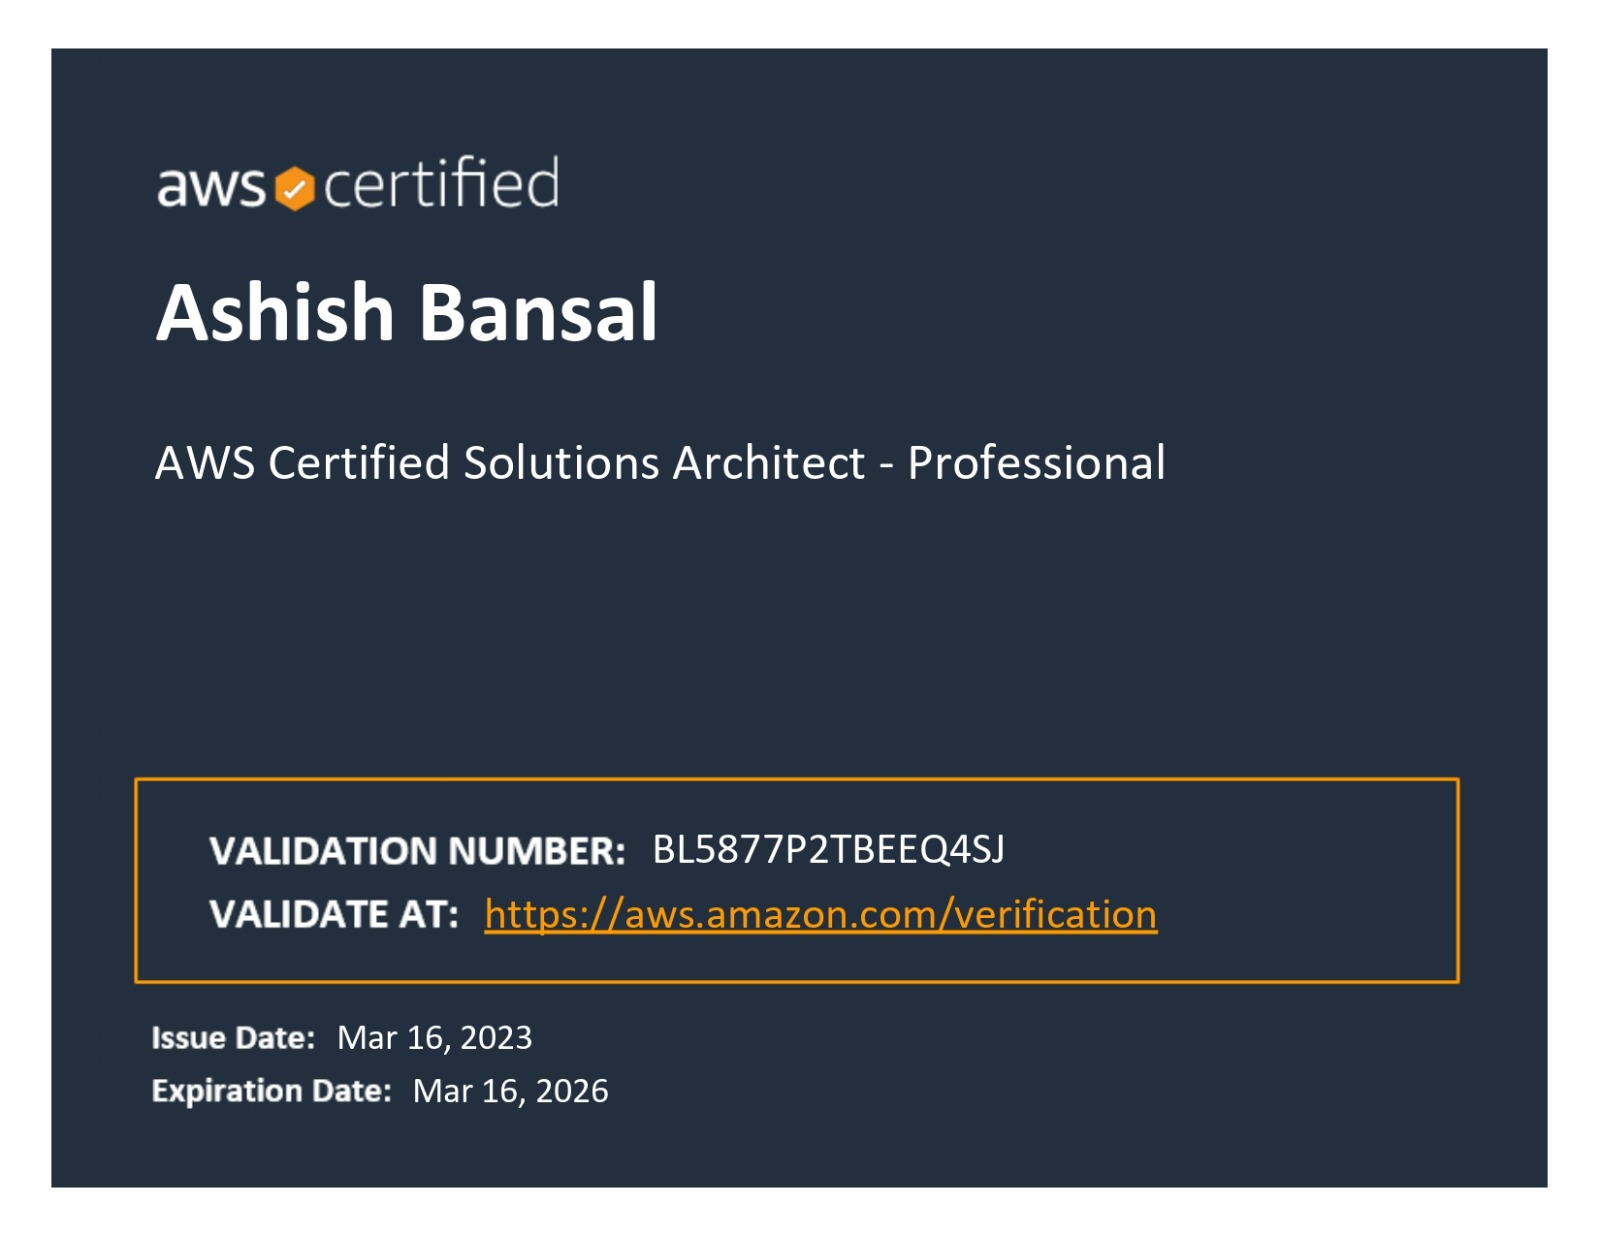 aws certified
Ashish Bansal
AWS Certified Solutions Architect - Professional
VALIDATION NUMBER: BL5877P2TBEEQ4SJ
VALIDATE AT: https://aws.amazon.com/verification
Issue Date: Mar 16, 2023
Expiration Date: Mar 16, 2026